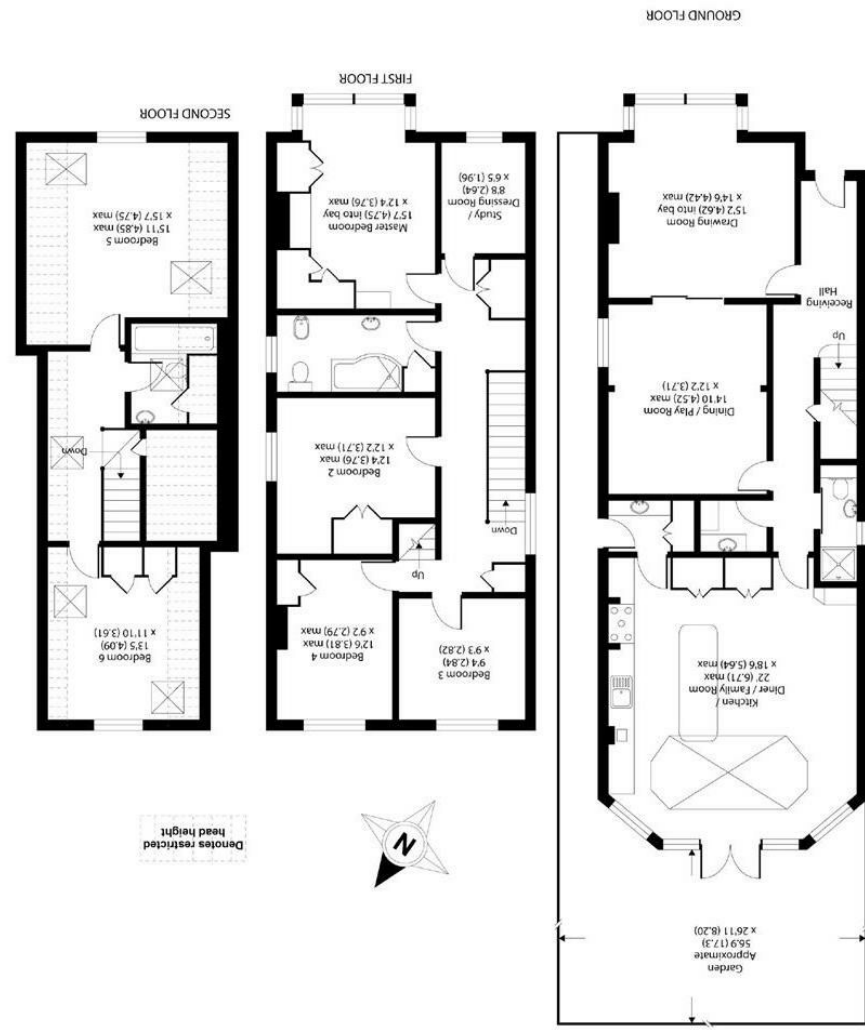 GROUND FLOOR
Receiving
Hall
Up
Drawing Room
15'2 (4.62) into bay
x 14'6 (4.42) max
Dining / Play Room
14'10 (4.52) max
x 12'2 (3.71)
Kitchen /
Diner / Family Room
22' (6.71) max
x 18'6 (5.64) max
Garden
Approximate
56.9 (17.3)
x 26'11 (8.20)
FIRST FLOOR
Study /
Dressing Room
8'8 (2.64)
x 6'5 (1.96)
Master Bedroom
15'7 (4.75) into bay
x 12'4 (3.76) max
Bedroom 2
12'4 (3.76) max
x 12'2 (3.71)
Down
Up
Bedroom 3
9'4 (2.84)
x 9'3 (2.82)
Bedroom 4
12'6 (3.81) max
x 9'2 (2.79) max
SECOND FLOOR
Bedroom 5
15'11 (4.85) max
x 15'7 (4.75) max
Down
Bedroom 6
13'5 (4.09)
x 11'10 (3.61)
N
Denotes restricted
head height